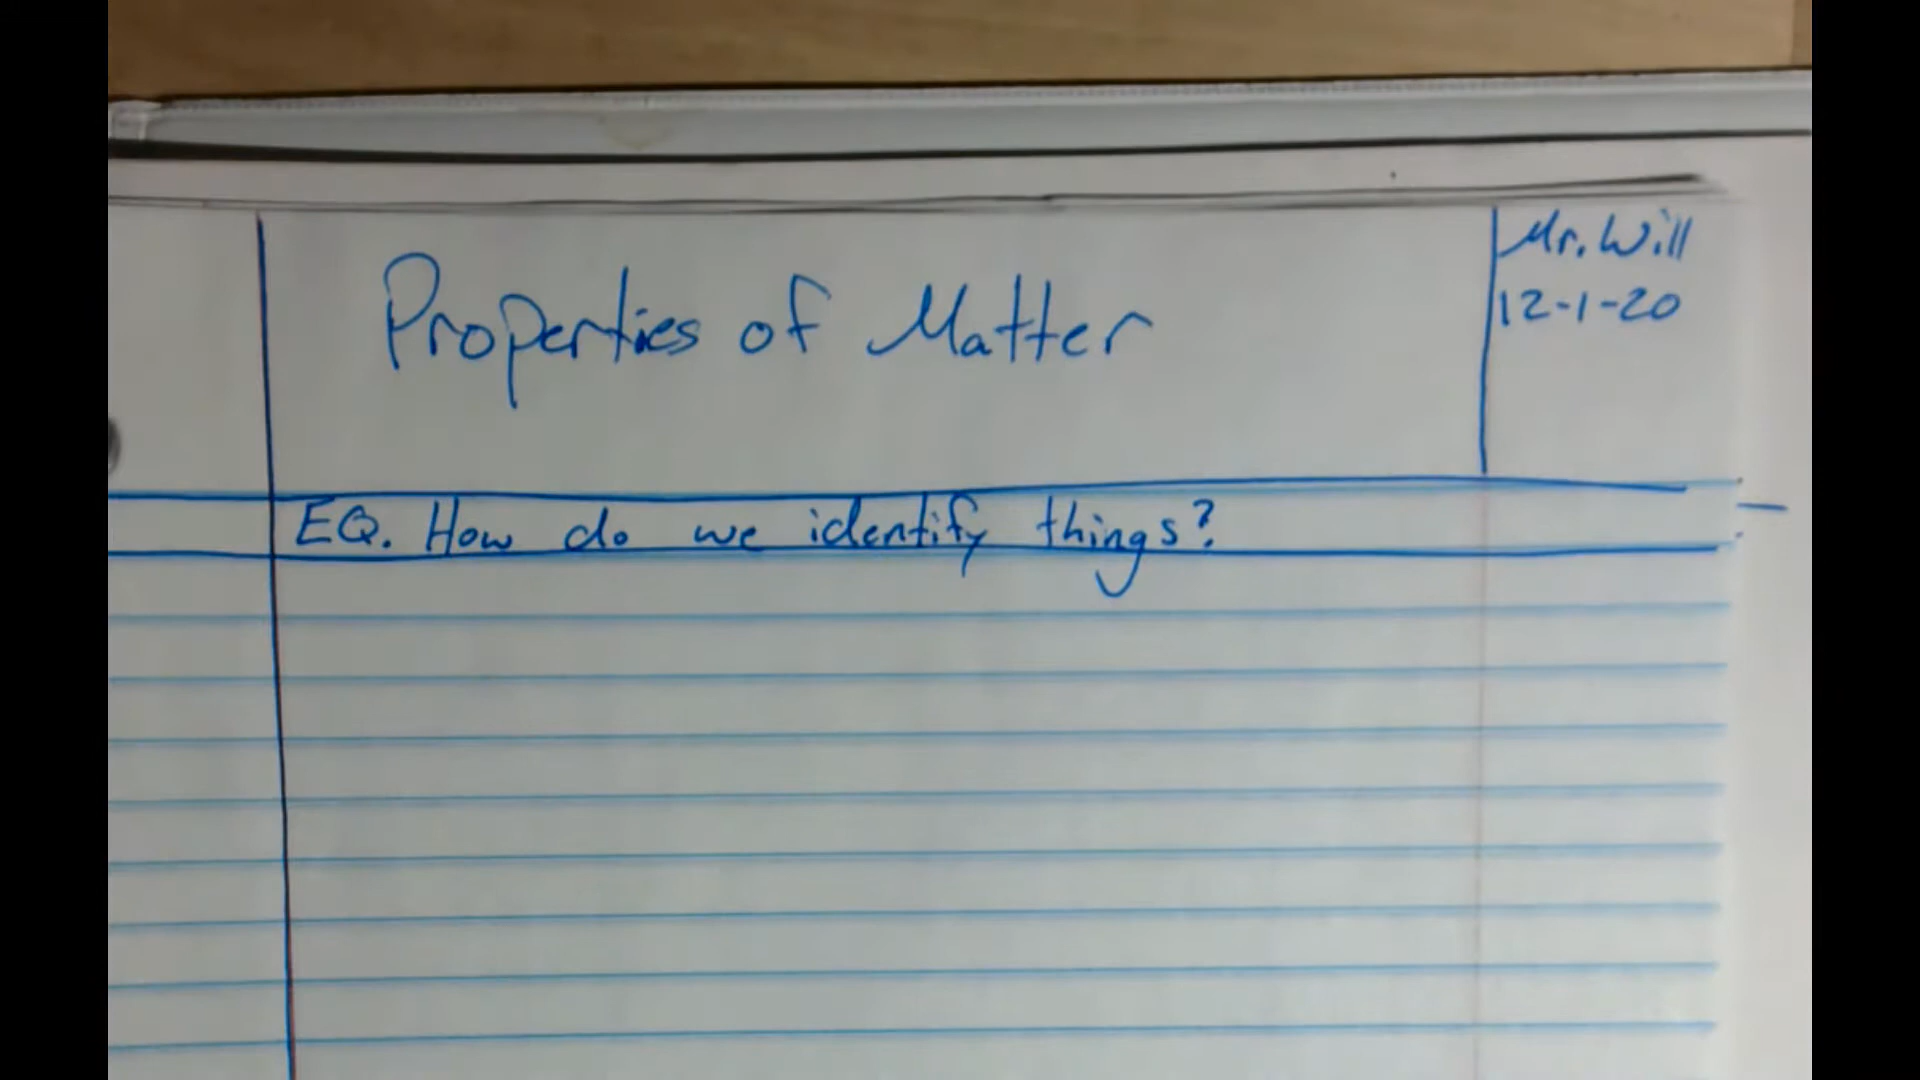 Properties of Matter
Mr. Will
12-1-20
EQ. How do we identify things?